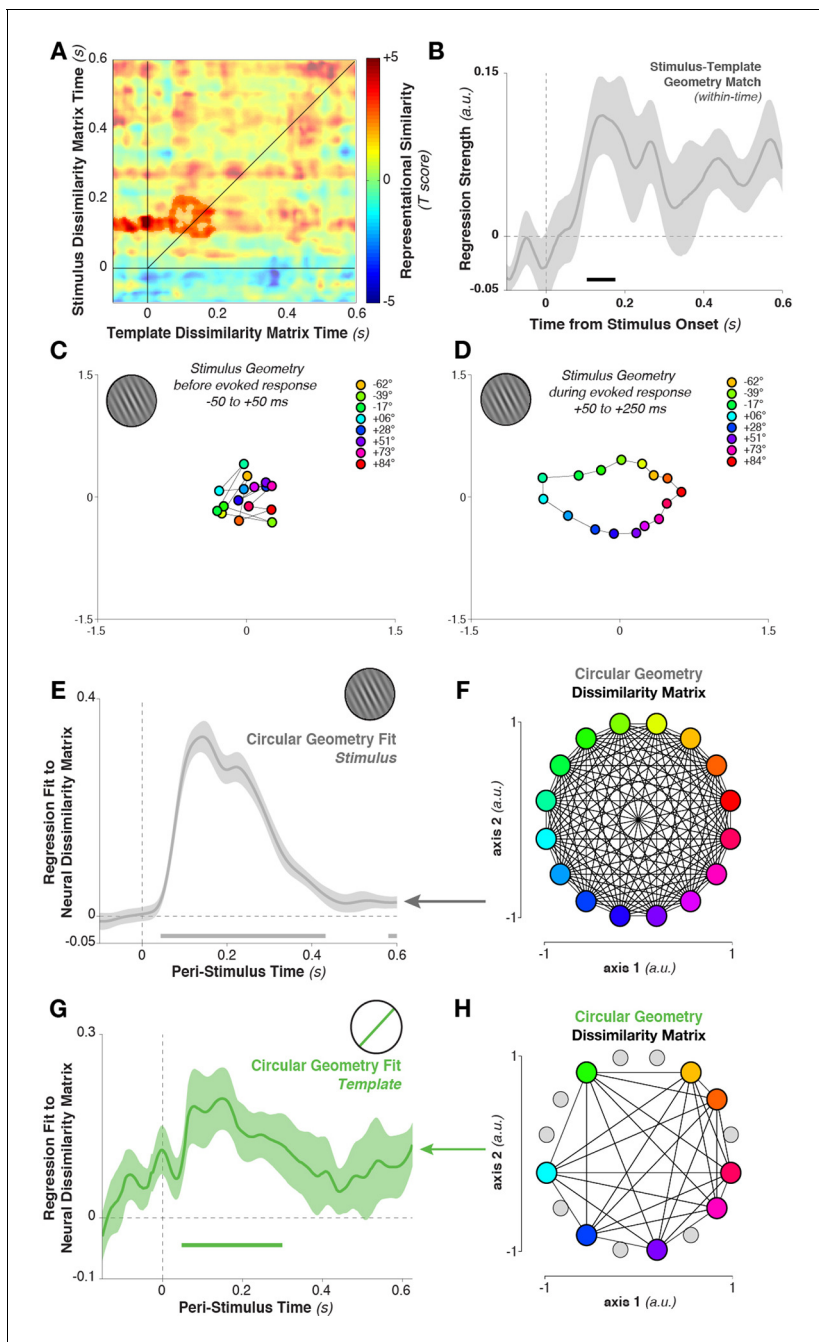 A
Stimulus Dissimilarity Matrix Time (s)
0.6
0.4
0.2
0
0
0.2
0.4
0.6
Template Dissimilarity Matrix Time (s)
+5
0
-5
Representational Similarity
(T score)
B
Stimulus-Template
Geometry Match
(within-time)
Regression Strength (a.u.)
0.15
0
-0.05
0
0.2
0.4
0.6
Time from Stimulus Onset (s)
C
Stimulus Geometry
before evoked response
-50 to +50 ms
-62°
-39°
-17°
+06°
+28°
+51°
+73°
+84°
1.5
0
-1.5
-1.5
0
1.5
D
Stimulus Geometry
during evoked response
+50 to +250 ms
-62°
-39°
-17°
+06°
+28°
+51°
+73°
+84°
1.5
0
-1.5
0
1.5
E
Circular Geometry Fit
Stimulus
Regression Fit to
Neural Dissimilarity Matrix
0.4
0
-0.05
0
0.2
0.4
0.6
Peri-Stimulus Time (s)
F
Circular Geometry
Dissimilarity Matrix
axis 2 (a.u.)
1
-1
-1
1
axis 1 (a.u.)
G
Circular Geometry Fit
Template
Regression Fit to
Neural Dissimilarity Matrix
0.3
0
-0.1
0
0.2
0.4
0.6
Peri-Stimulus Time (s)
H
Circular Geometry
Dissimilarity Matrix
axis 2 (a.u.)
1
-1
-1
1
axis 1 (a.u.)